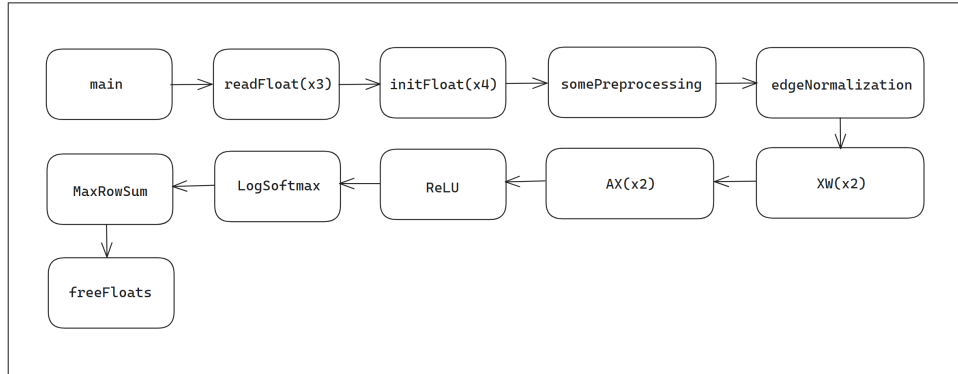 main
readFloat(x3)
initFloat(x4)
somePreprocessing
edgeNormalization
XW(x2)
AX(x2)
ReLU
LogSoftmax
MaxRowSum
freeFloats